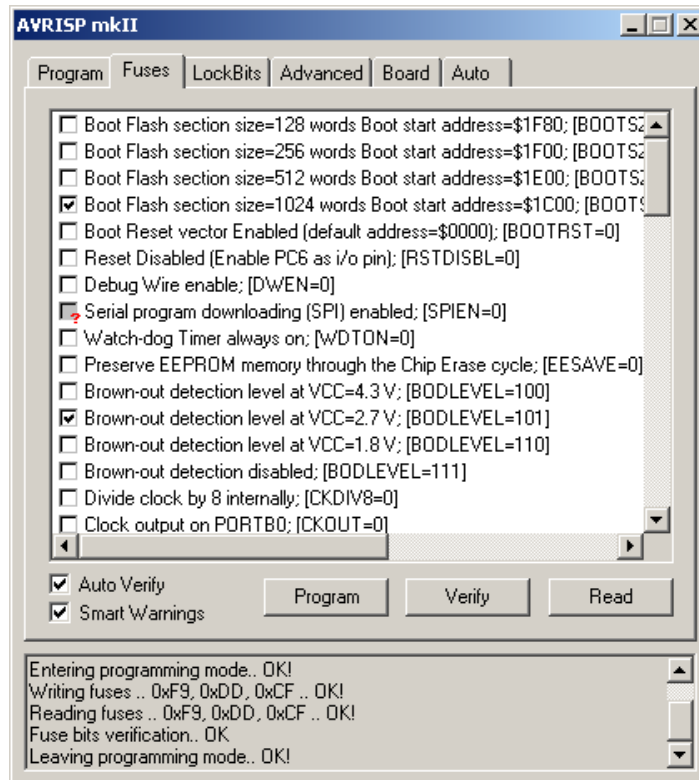 AVRISP mkII
Program Fuses LockBits Advanced Board Auto
Boot Flash section size=128 words Boot start address=$1F80; [BOOTSZ
Boot Flash section size=256 words Boot start address=$1F00; [BOOTSZ
Boot Flash section size=512 words Boot start address=$1E00; [BOOTSZ
Boot Flash section size=1024 words Boot start address=$1C00; [BOOTS
Boot Reset vector Enabled (default address=$0000); [BOOTRST=0]
Reset Disabled (Enable PC6 as i/o pin); [RSTDISBL=0]
Debug Wire enable; [DWEN=0]
? Serial program downloading (SPI) enabled; [SPIEN=0]
Watch-dog Timer always on; [WDTON=0]
Preserve EEPROM memory through the Chip Erase cycle; [EESAVE=0]
Brown-out detection level at VCC=4.3 V; [BODLEVEL=100]
Brown-out detection level at VCC=2.7 V; [BODLEVEL=101]
Brown-out detection level at VCC=1.8 V; [BODLEVEL=110]
Brown-out detection disabled; [BODLEVEL=111]
Divide clock by 8 internally; [CKDIV8=0]
Clock output on PORTB0; [CKOUT=0]
Auto Verify
Smart Warnings
Program Verify Read
Entering programming mode.. OK!
Writing fuses .. 0xF9, 0xDD, 0xCF .. OK!
Reading fuses .. 0xF9, 0xDD, 0xCF .. OK!
Fuse bits verification.. OK
Leaving programming mode.. OK!